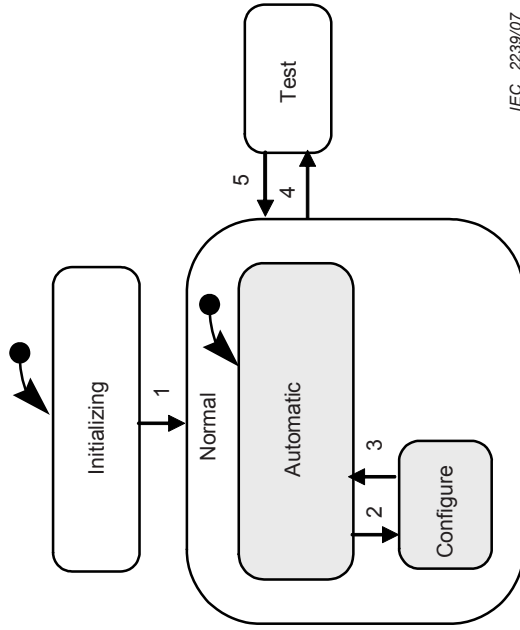 Initializing
1
Normal
Automatic
2
3
Configure
5
4
Test
IEC 2239/07